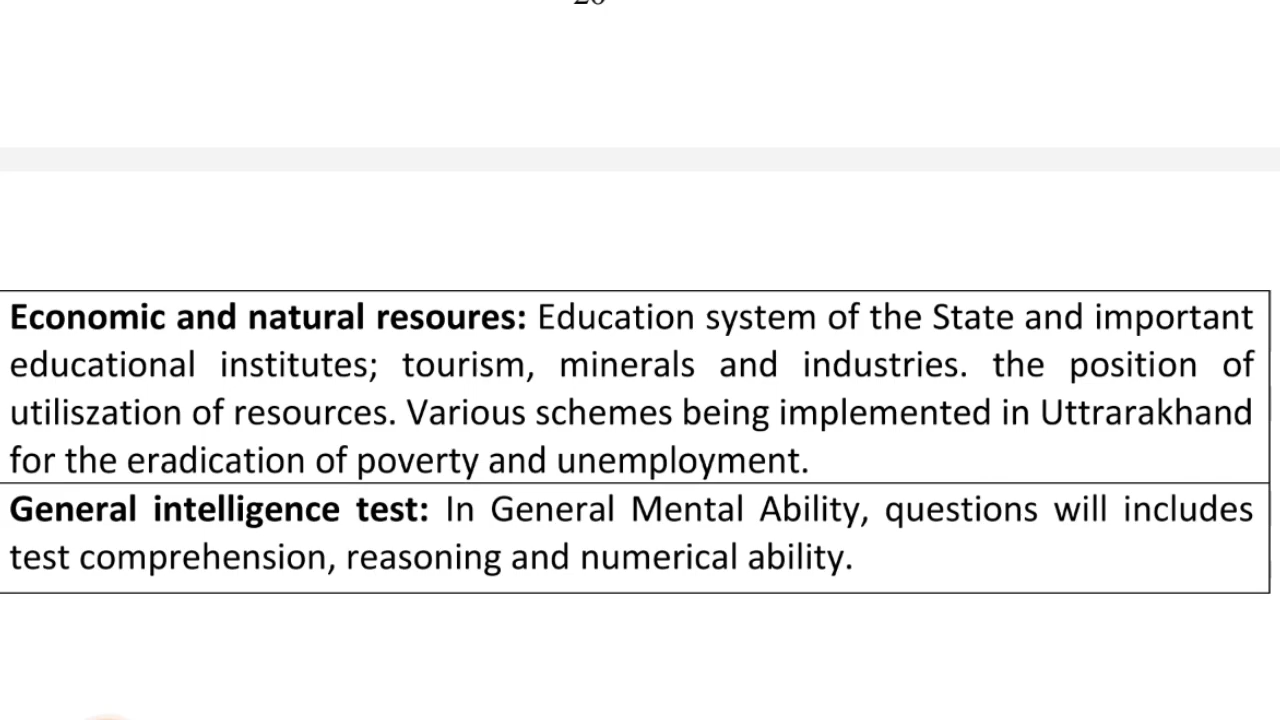 Economic and natural resoures: Education system of the State and important
educational institutes; tourism, minerals and industries. the position of
utiliszation of resources. Various schemes being implemented in Uttrarakhand
for the eradication of poverty and unemployment.
General intelligence test: In General Mental Ability, questions will includes
test comprehension, reasoning and numerical ability.